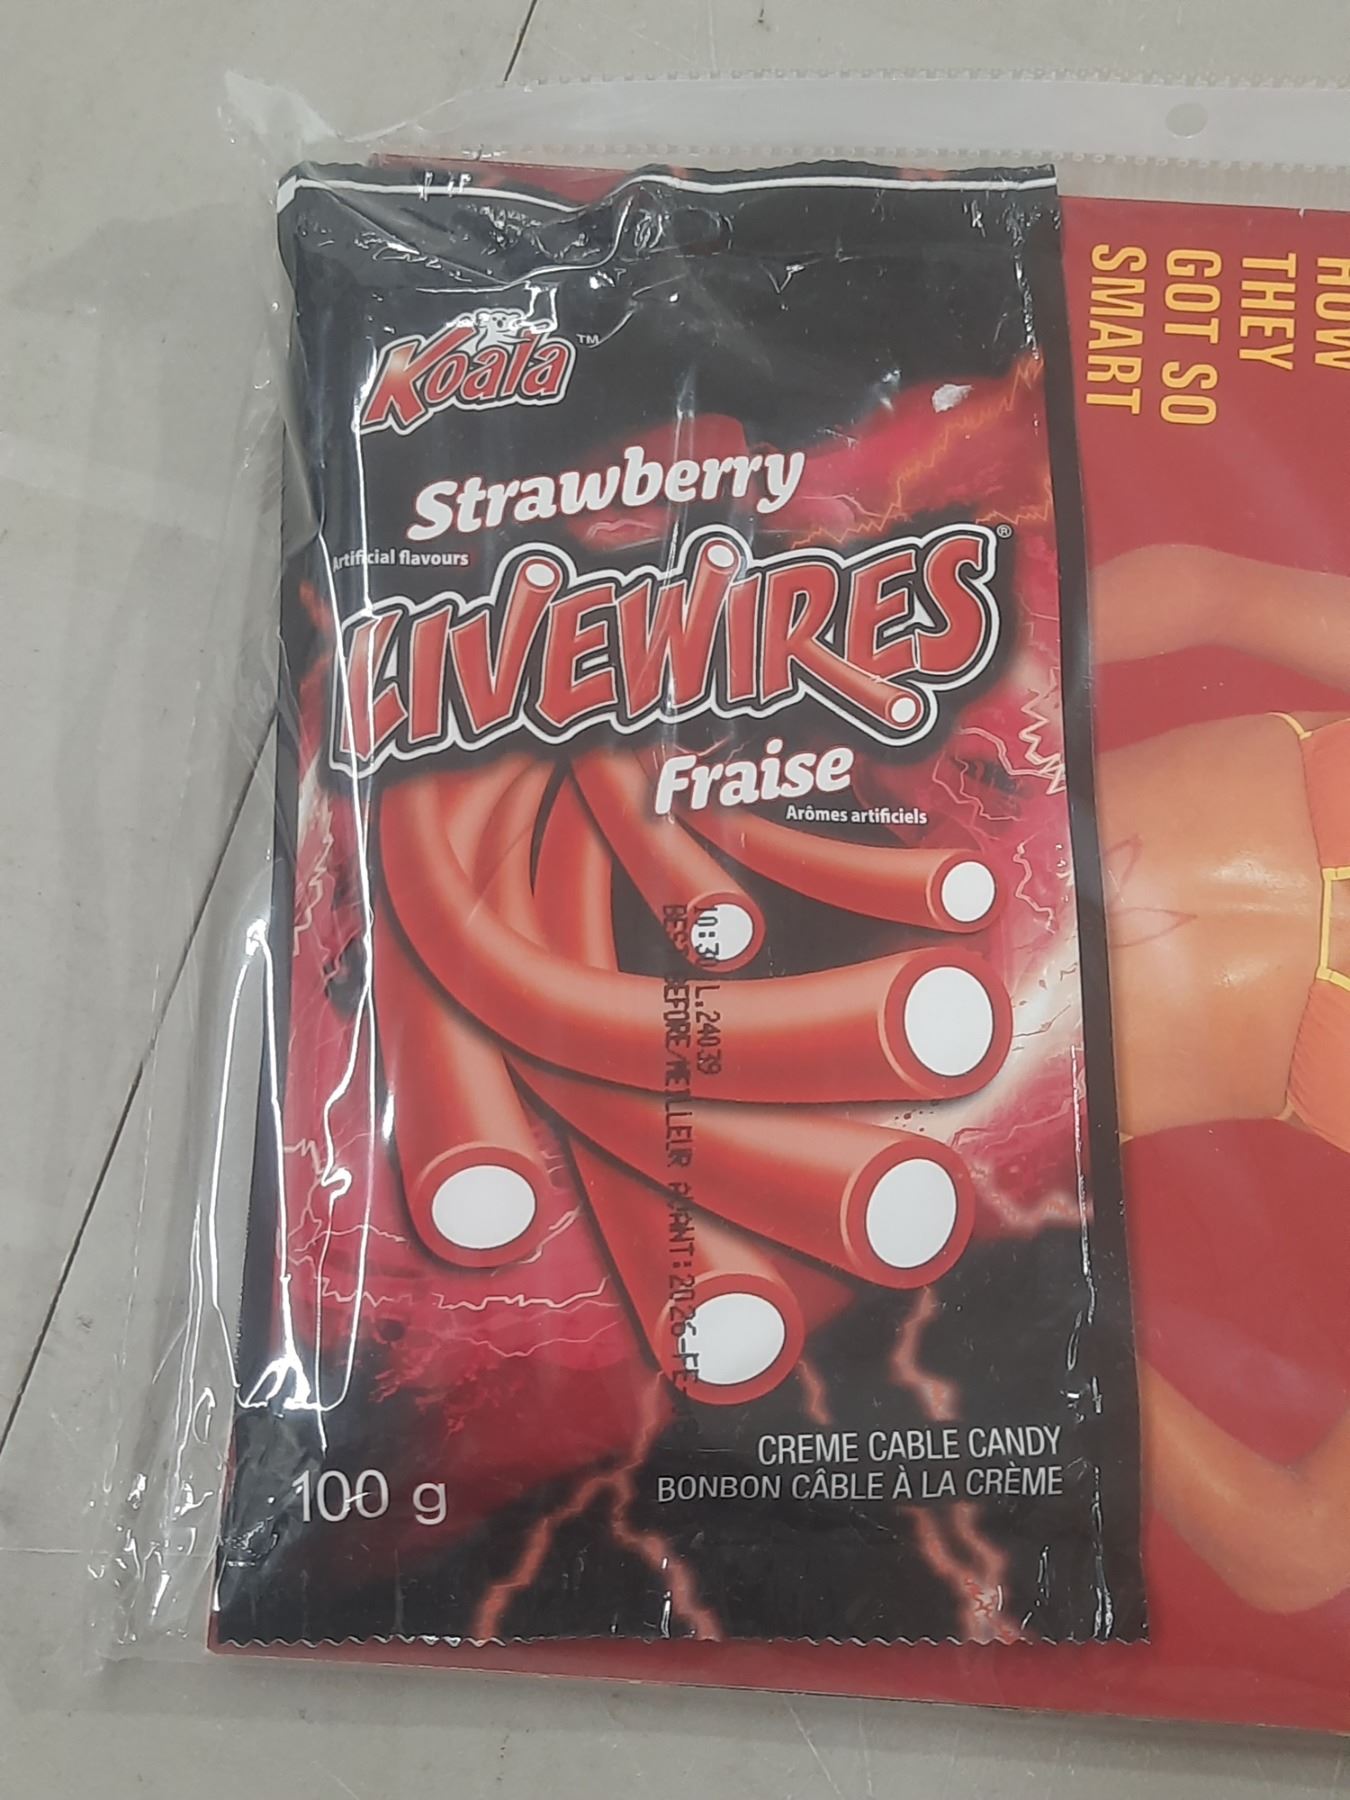 Koala™
Strawberry
Artificial flavours
LIVEWIRES®
Fraise
Arômes artificiels
10:30 L.24039
BEST BEFORE/MEILLEUR AVANT:2026-FE-
CREME CABLE CANDY
BONBON CÂBLE À LA CRÈME
100 g
HOW
THEY
GOT SO
SMART